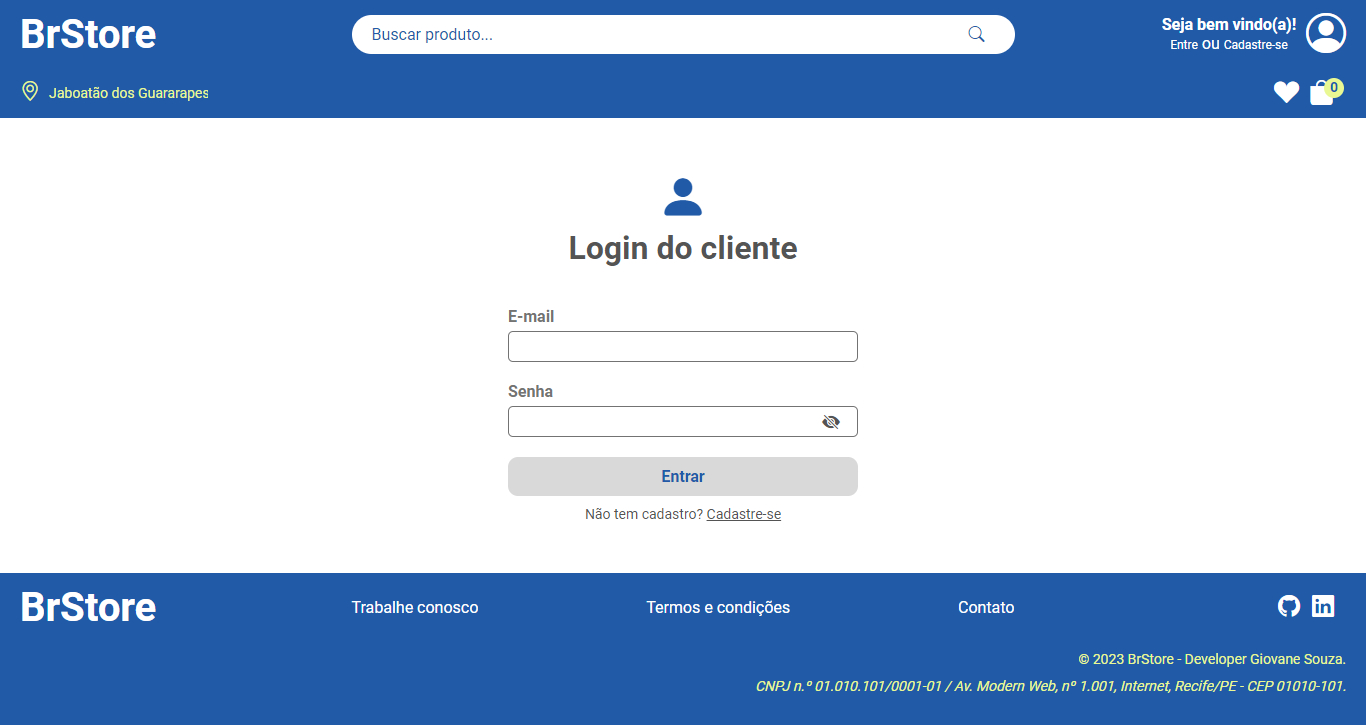 BrStore
Buscar produto...
Seja bem vindo(a)!
Entre OU Cadastre-se
Jaboatão dos Guararapes
0
Login do cliente
E-mail
Senha
Entrar
Não tem cadastro? Cadastre-se
BrStore
Trabalhe conosco
Termos e condições
Contato
in
© 2023 BrStore - Developer Giovane Souza.
CNPJ n.º 01.010.101/0001-01 / Av. Modern Web, nº 1.001, Internet, Recife/PE - CEP 01010-101.